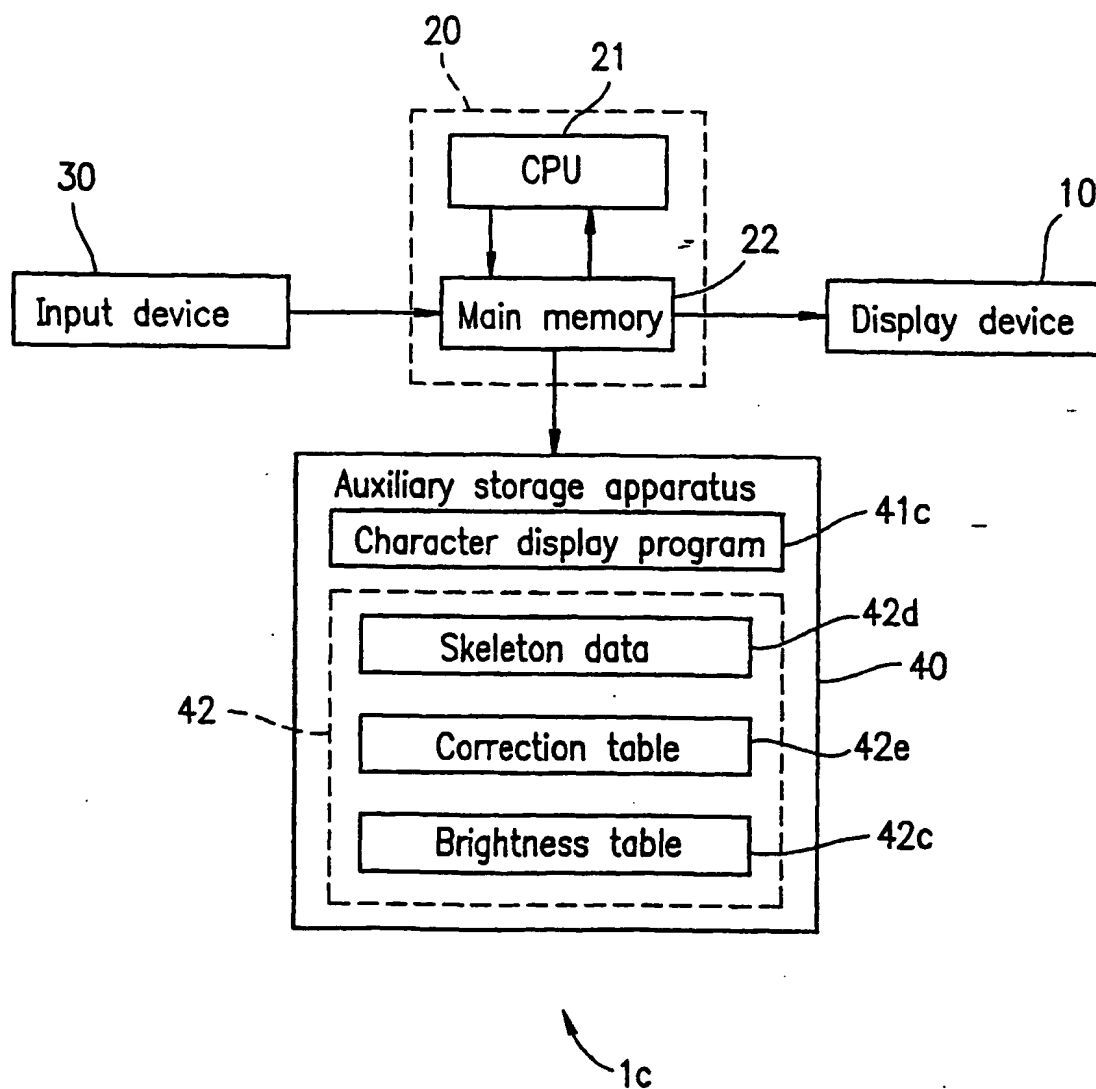 20
21
CPU
30
10
22
Input device
Main memory
Display device
Auxiliary storage apparatus
41c
Character display program
42d
Skeleton data
40
42
Correction table
42e
Brightness table
42c
1c